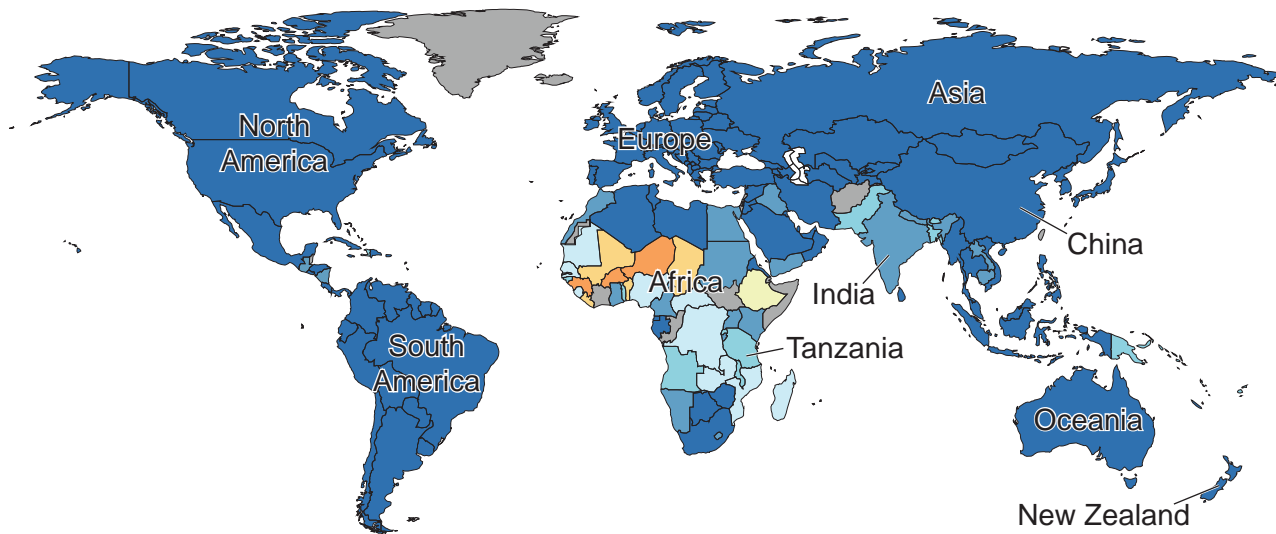 North
America
Europe
Asia
China
Africa
India
Tanzania
South
America
Oceania
New Zealand